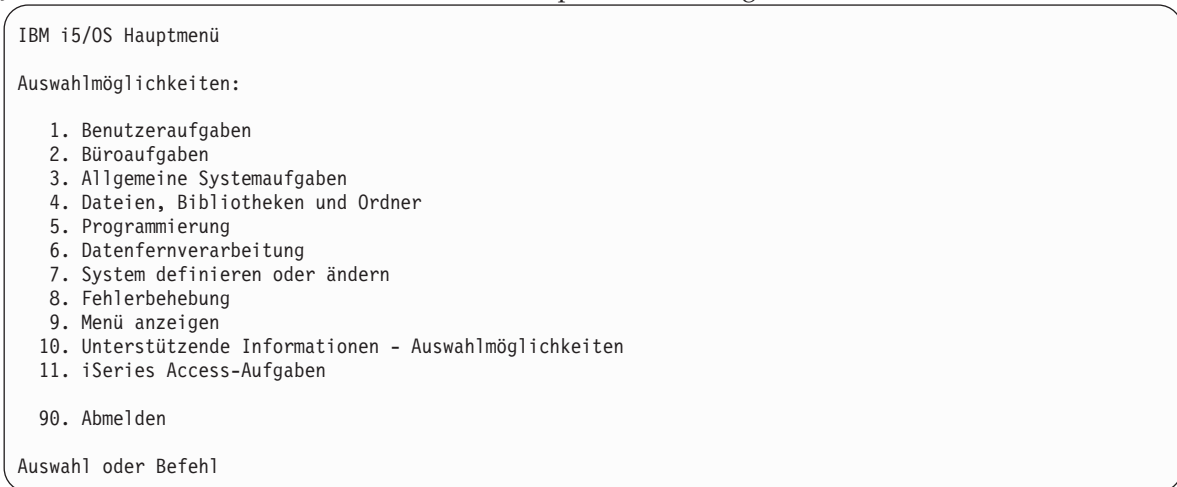 IBM i5/OS Hauptmenü
Auswahlmöglichkeiten:
1. Benutzeraufgaben
2. Büroaufgaben
3. Allgemeine Systemaufgaben
4. Dateien, Bibliotheken und Ordner
5. Programmierung
6. Datenfernverarbeitung
7. System definieren oder ändern
8. Fehlerbehebung
9. Menü anzeigen
10. Unterstützende Informationen - Auswahlmöglichkeiten
11. iSeries Access-Aufgaben
90. Abmelden
Auswahl oder Befehl